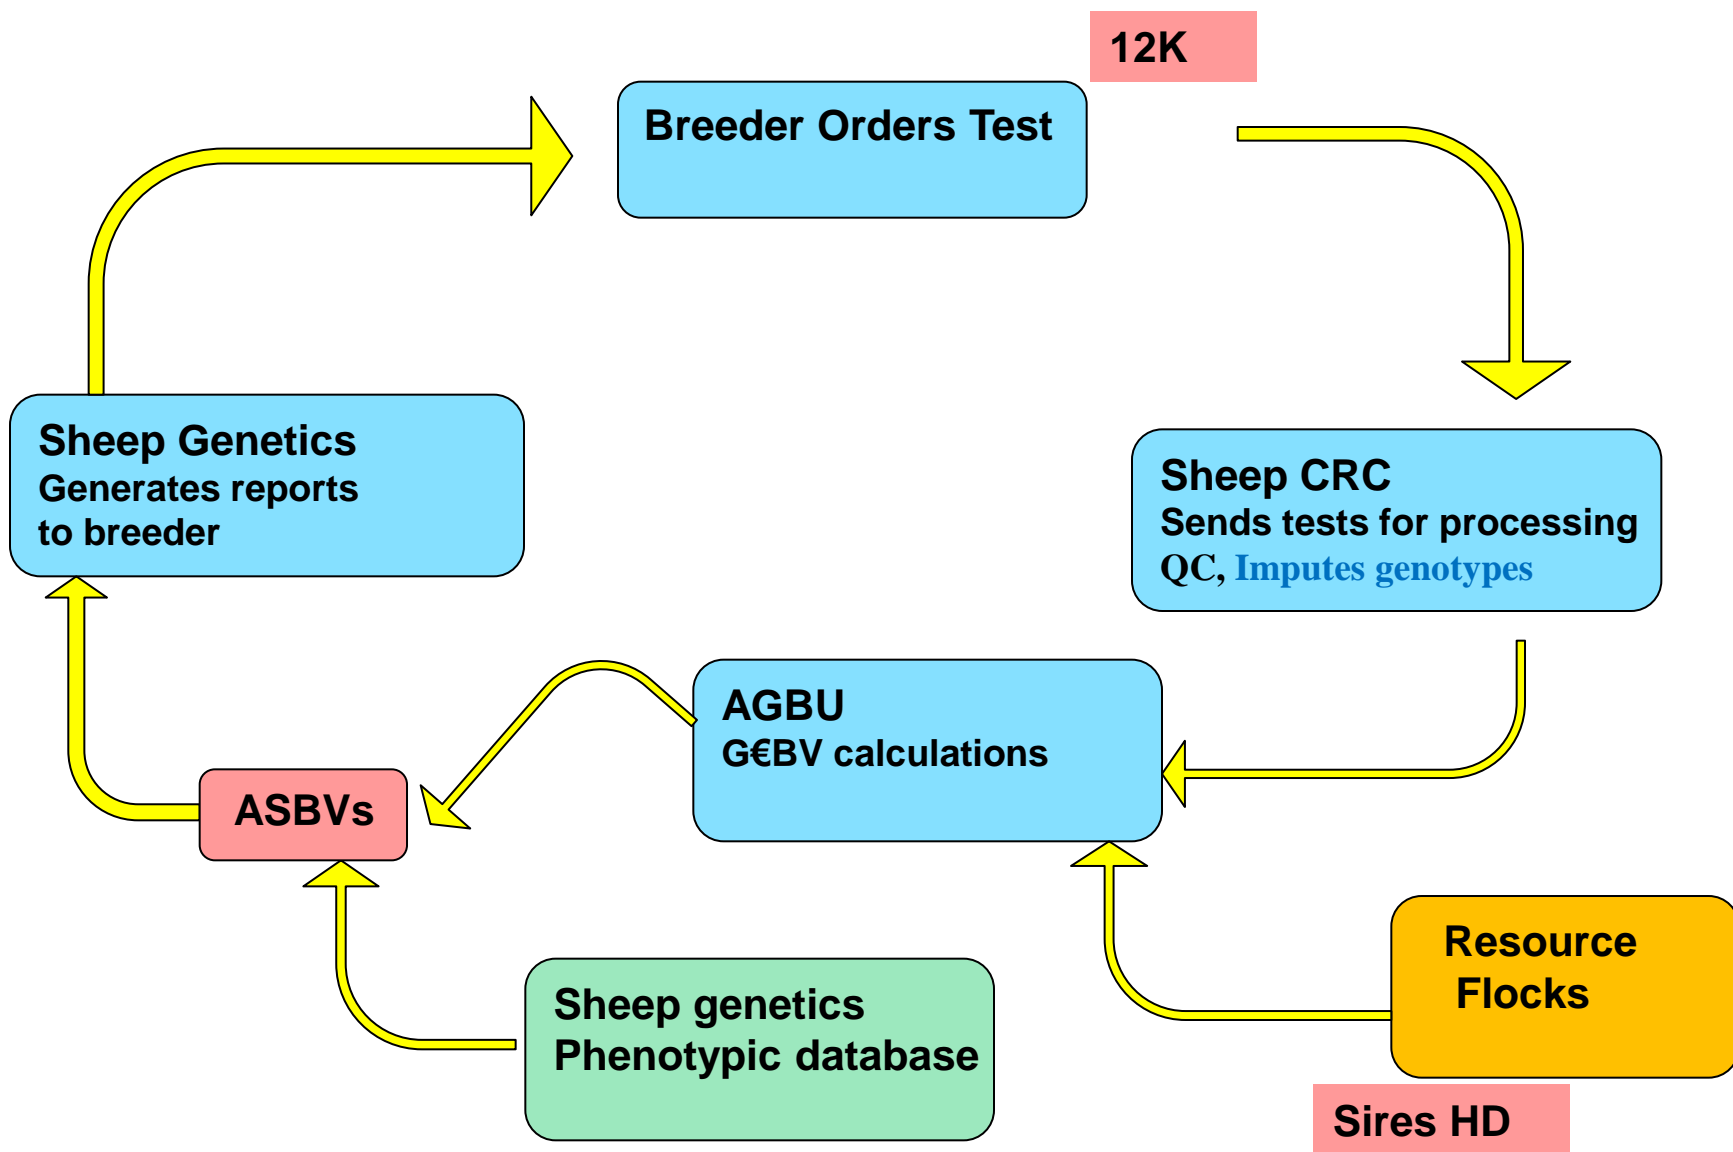 12K
Breeder Orders Test
Sheep Genetics
Generates reports
to breeder
Sheep CRC
Sends tests for processing
QC, Imputes genotypes
AGBU
G€BV calculations
ASBVs
Resource
Flocks
Sheep genetics
Phenotypic database
Sires HD